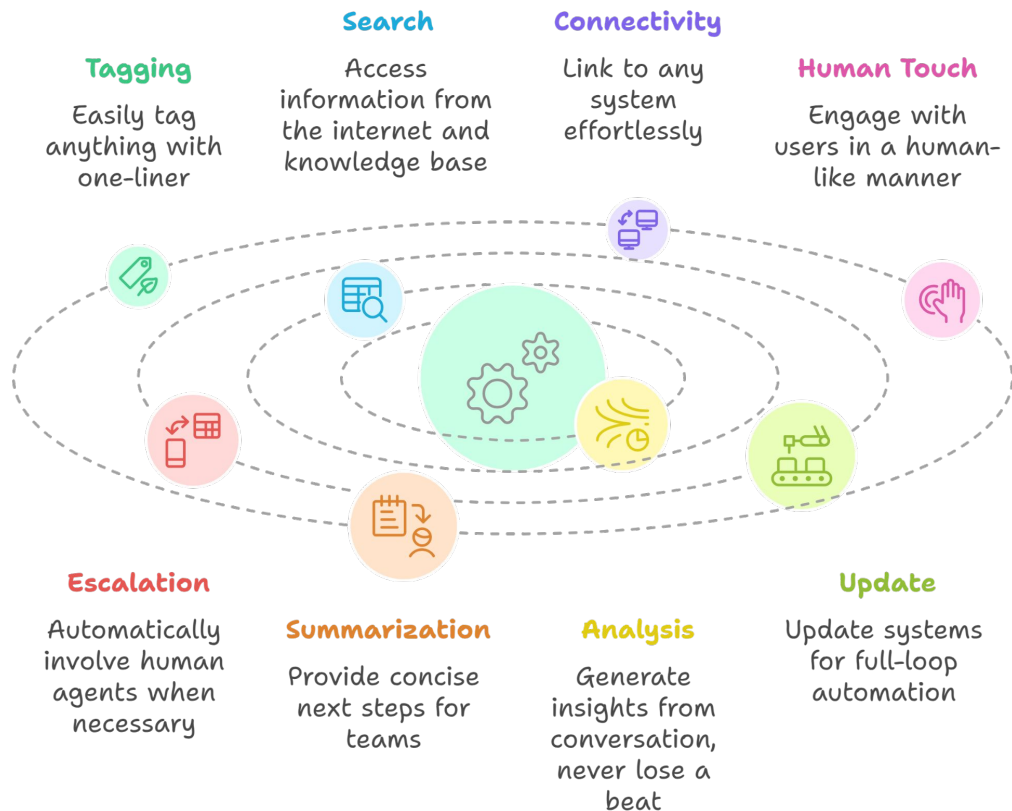 Tagging
Easily tag
anything with
one-liner
Search
Access
information from
the internet and
knowledge base
Connectivity
Link to any
system
effortlessly
Human Touch
Engage with
users in a human-
like manner
Escalation
Automatically
involve human
agents when
necessary
Summarization
Provide concise
next steps for
teams
Analysis
Generate
insights from
conversation,
never lose a
beat
Update
Update systems
for full-loop
automation